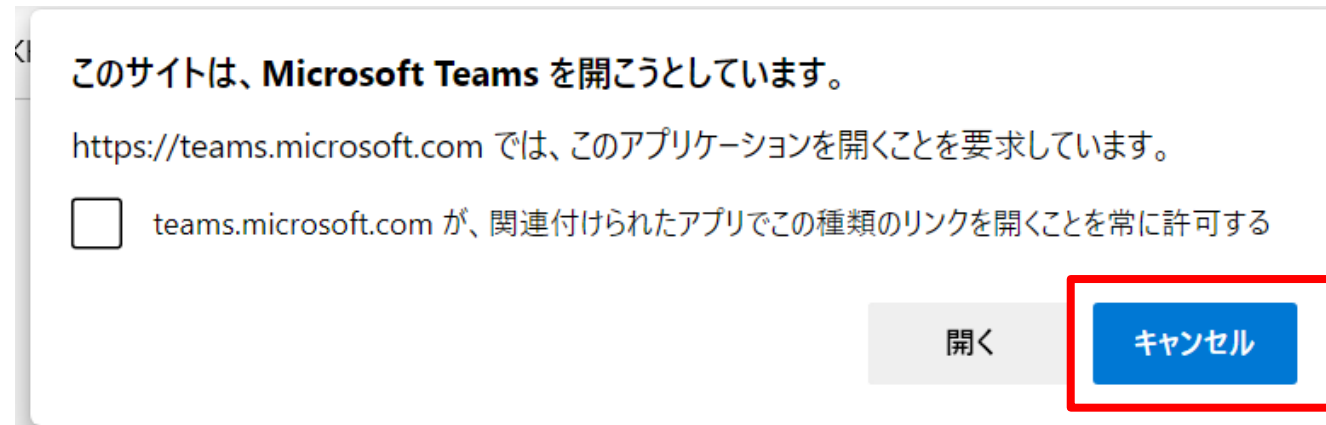 このサイトは、Microsoft Teams を開こうとしています。
https://teams.microsoft.com では、このアプリケーションを開くことを要求しています。
teams.microsoft.com が、関連付けられたアプリでこの種類のリンクを開くことを常に許可する
開く
キャンセル